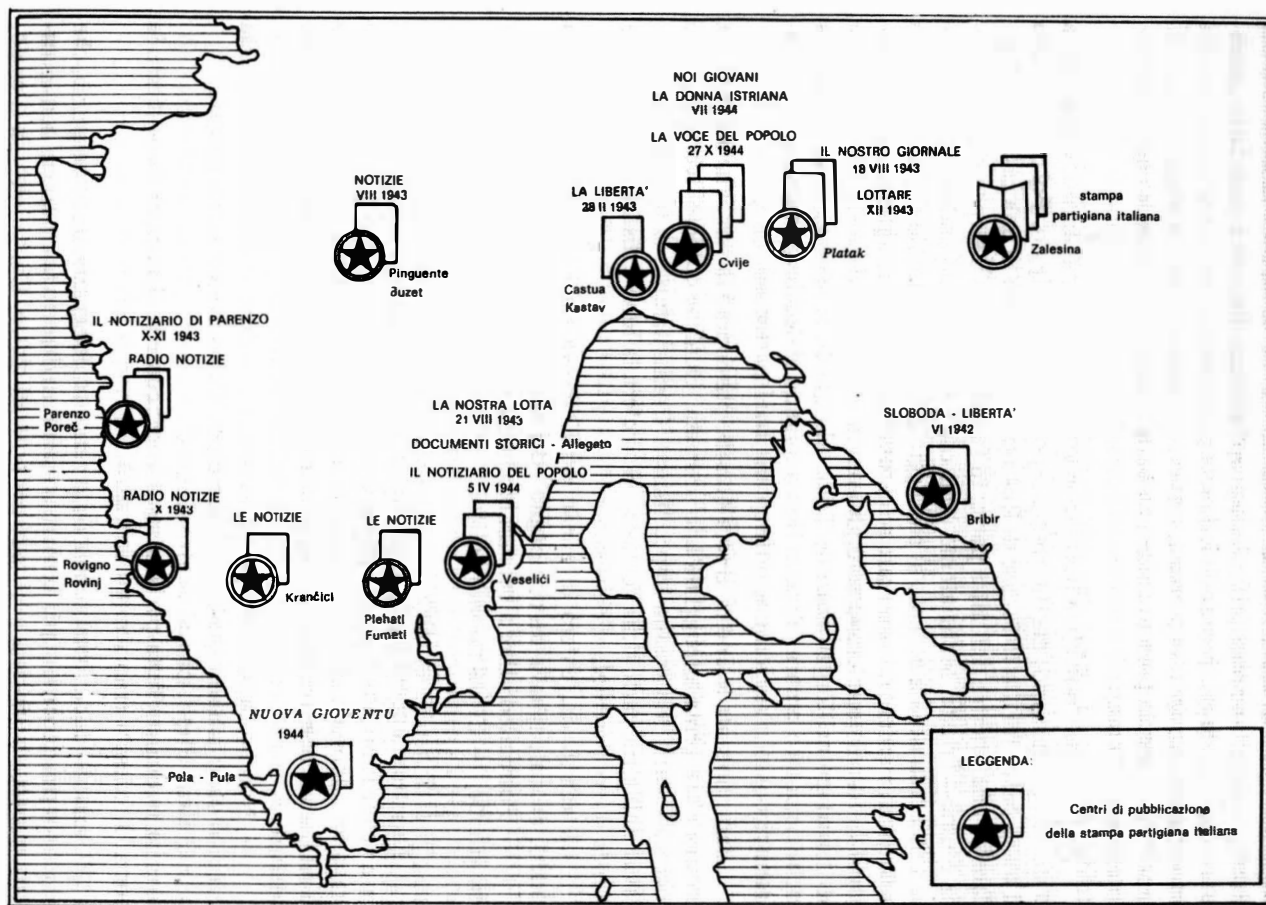 NOI GIOVANI
LA DONNA ISTRIANA
VII 1944
LA VOCE DEL POPOLO
27 X 1944
IL NOSTRO GIORNALE
18 VIII 1943
LOTTARE
XII 1943
stampa
partigiana italiana
NOTIZIE
VIII 1943
LA LIBERTA'
28 II 1943
Cvije
Platak
Zalesina
Pinguente
Buzet
Castua
Kastav
IL NOTIZIARIO DI PARENZO
X-XI 1943
RADIO NOTIZIE
Parenzo
Poreč
LA NOSTRA LOTTA
21 VIII 1943
DOCUMENTI STORICI - Allegato
IL NOTIZIARIO DEL POPOLO
5 IV 1944
SLOBODA - LIBERTA'
VI 1942
Bribir
RADIO NOTIZIE
X 1943
LE NOTIZIE
LE NOTIZIE
Rovigno
Rovinj
Krančici
Plehati
Fumeti
Veselići
NUOVA GIOVENTU
1944
Pola - Pula
LEGGENDA:
Centri di pubblicazione
della stampa partigiana italiana